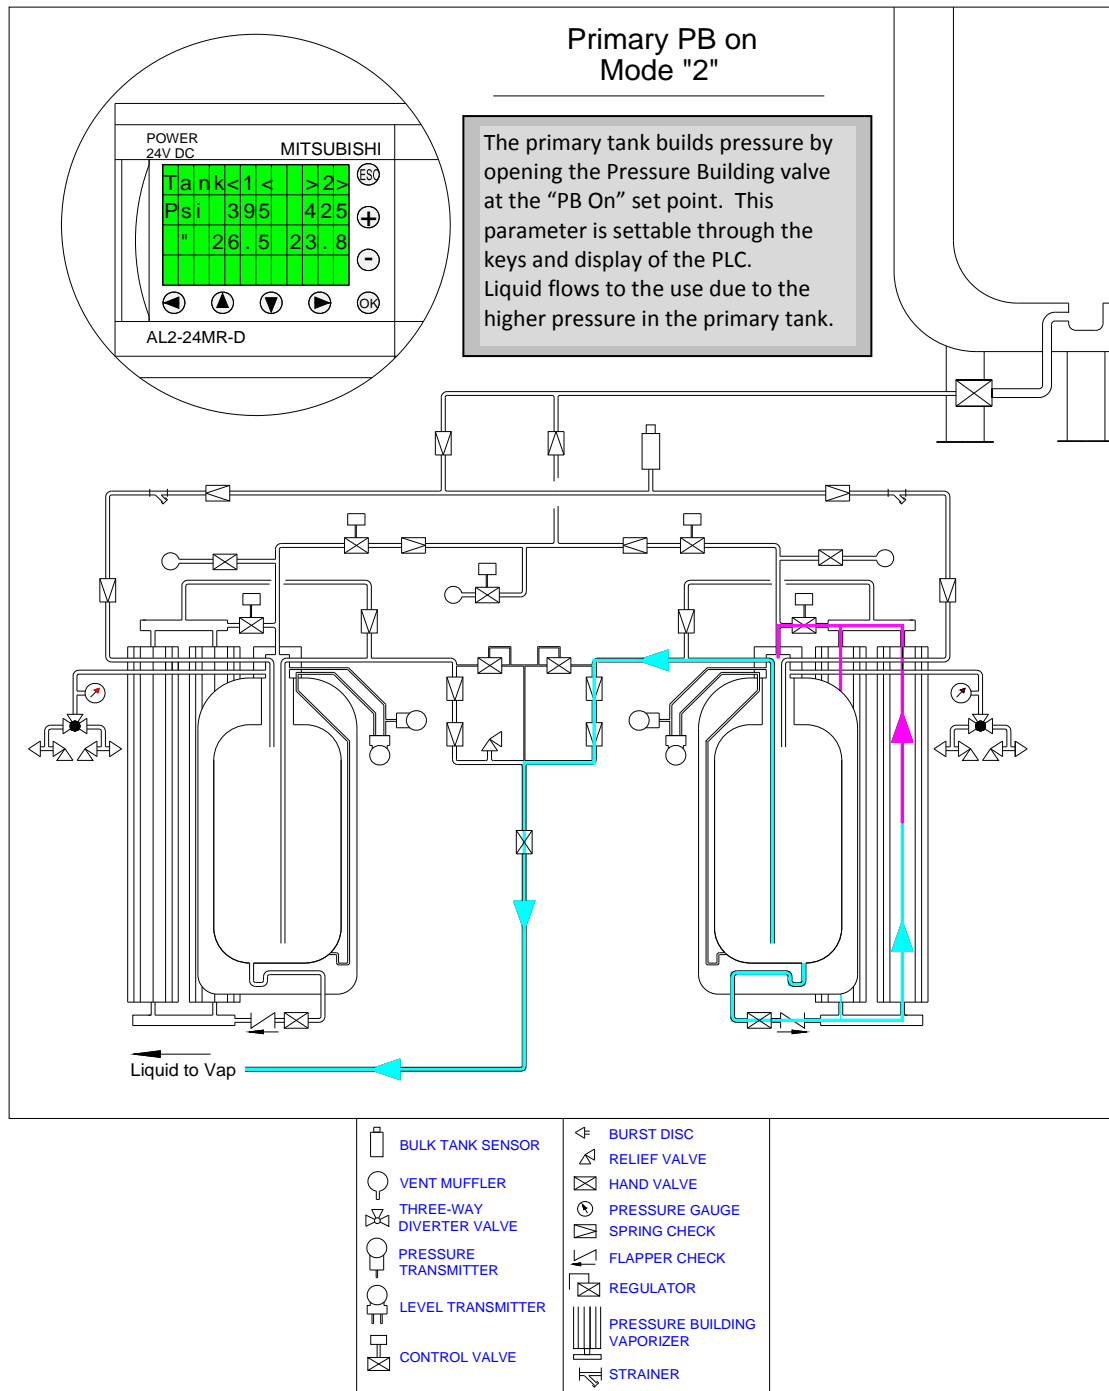 Primary PB on
Mode "2"
POWER
24V DC
MITSUBISHI
ESC
Tank<1< >2>
Psi 395 425
" 26.5 23.8
+
-
OK
AL2-24MR-D
The primary tank builds pressure by
opening the Pressure Building valve
at the “PB On” set point. This
parameter is settable through the
keys and display of the PLC.
Liquid flows to the use due to the
higher pressure in the primary tank.
Liquid to Vap
BULK TANK SENSOR
VENT MUFFLER
THREE-WAY
DIVERTER VALVE
PRESSURE
TRANSMITTER
LEVEL TRANSMITTER
CONTROL VALVE
BURST DISC
RELIEF VALVE
HAND VALVE
PRESSURE GAUGE
SPRING CHECK
FLAPPER CHECK
REGULATOR
PRESSURE BUILDING
VAPORIZER
STRAINER